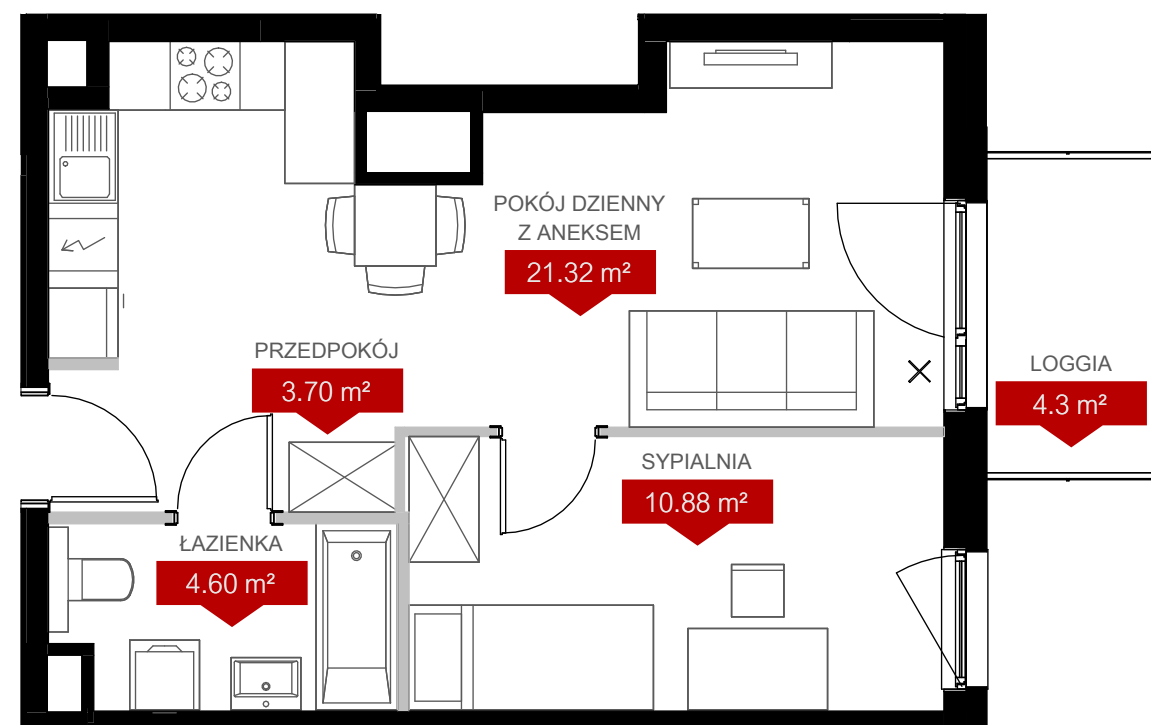 POKÓJ DZIENNY
Z ANEKSEM
21.32 m²
PRZEDPOKÓJ
3.70 m²
LOGGIA
4.3 m²
SYPIALNIA
10.88 m²
ŁAZIENKA
4.60 m²